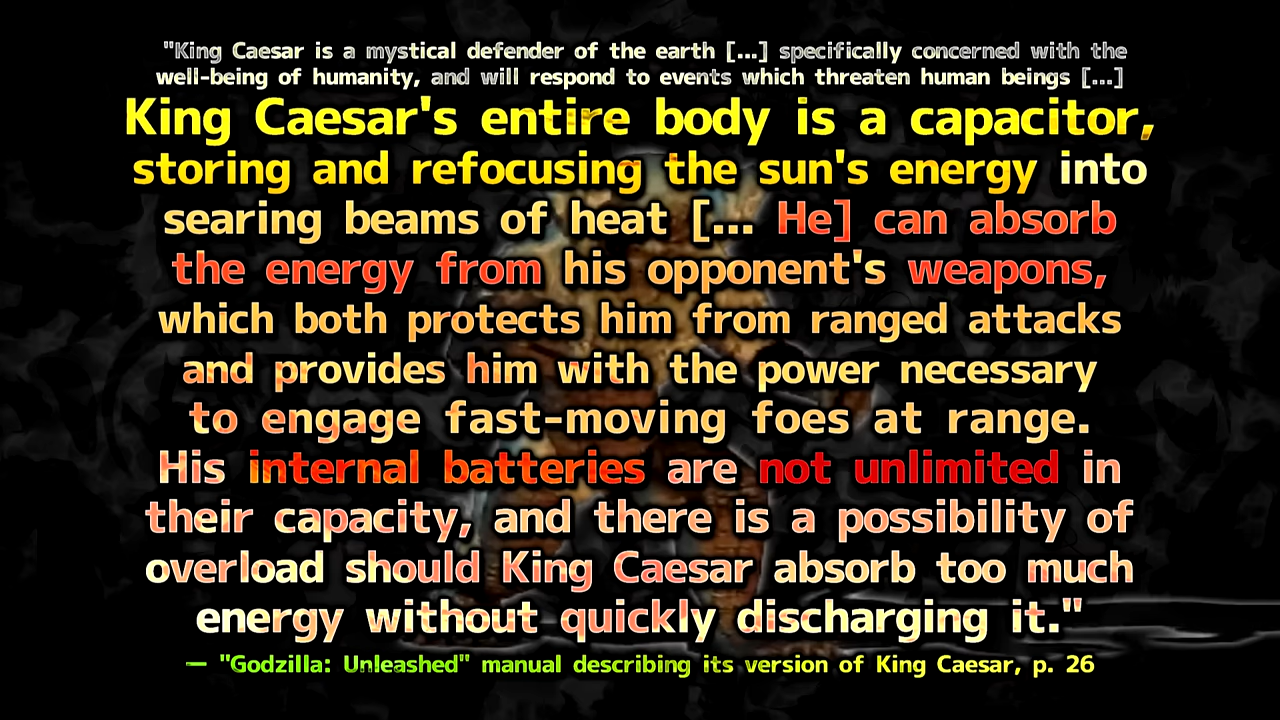 "King Caesar is a mystical defender of the earth [...] specifically concerned with the
well-being of humanity, and will respond to events which threaten human beings [...]
King Caesar's entire body is a capacitor,
storing and refocusing the sun's energy into
searing beams of heat [... He] can absorb
the energy from his opponent's weapons,
which both protects him from ranged attacks
and provides him with the power necessary
to engage fast-moving foes at range.
His internal batteries are not unlimited in
their capacity, and there is a possibility of
overload should King Caesar absorb too much
energy without quickly discharging it."
— "Godzilla: Unleashed" manual describing its version of King Caesar, p. 26